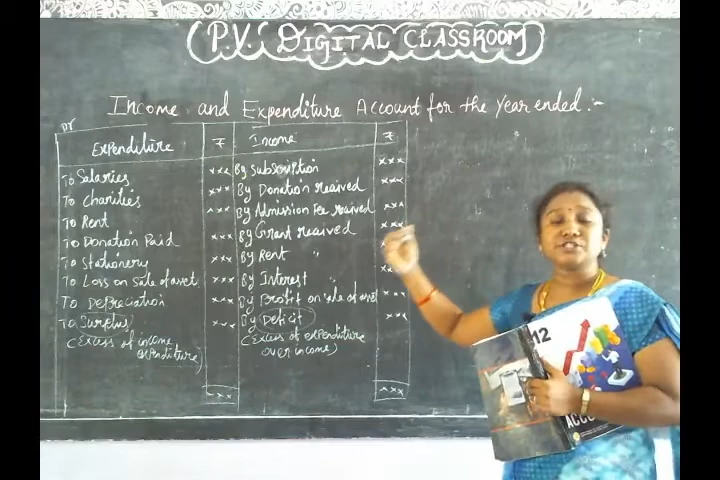 P.V. DIGITAL CLASSROOM
Income and Expenditure Account for the Year ended:-
Dr
Expenditure ₹ Income ₹
To Salaries xxx By Subscription xxx
To Charities xxx By Donation received xxx
To Rent xxx By Admission Fee received xxx
To Donation Paid xxx By Grant received xxx
To Stationery xxx By Rent "
To Loss on Sale of asset xxx By Interest " xx
To Depreciation xxx By Profit on Sale of asset xxx
To Surplus xxx By Deficit xxx
(Excess of income (Excess of expenditure
expenditure) over income)
xxx xxx
12
ACCO